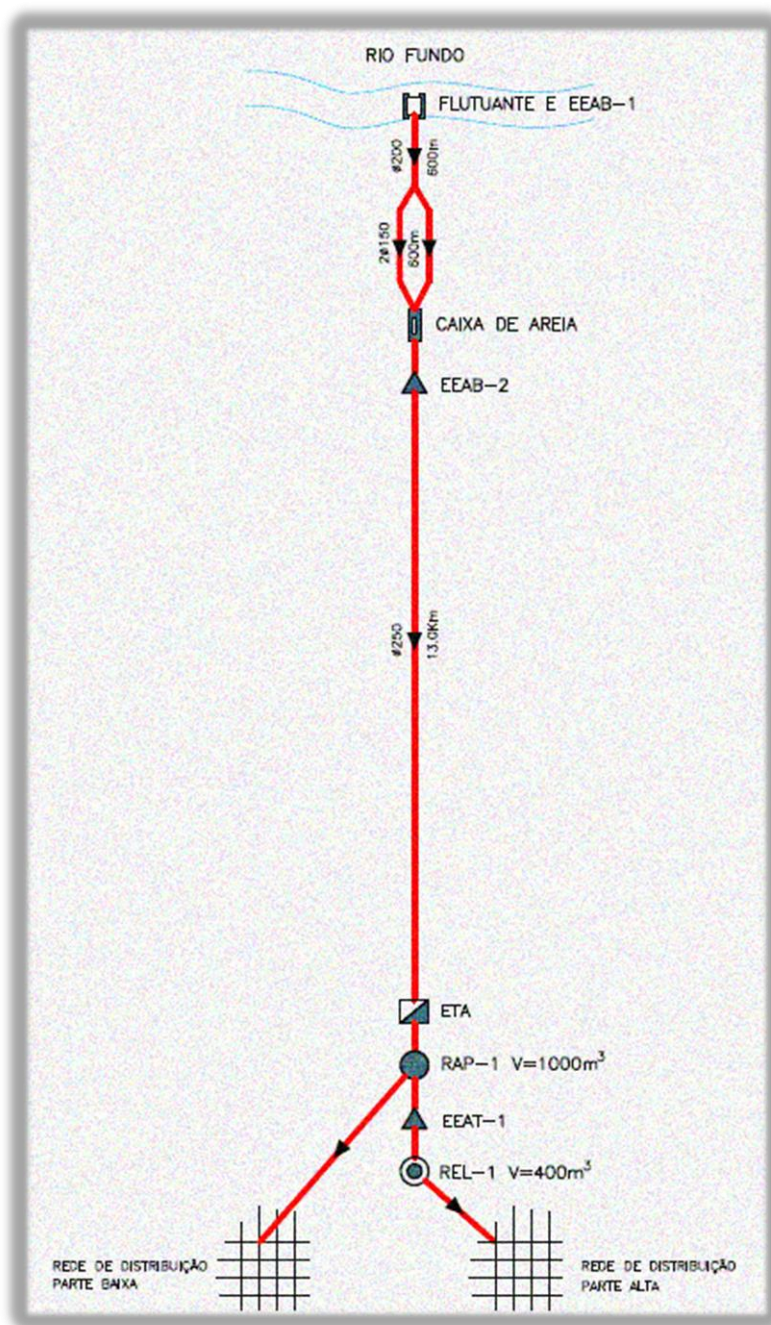 RIO FUNDO
FLUTUANTE E EEAB-1
ø200
600m
2ø150
600m
CAIXA DE AREIA
EEAB-2
ø250
13.0Km
ETA
RAP-1 V=1000m³
EEAT-1
REL-1 V=400m³
REDE DE DISTRIBUIÇÃO
PARTE BAIXA
REDE DE DISTRIBUIÇÃO
PARTE ALTA